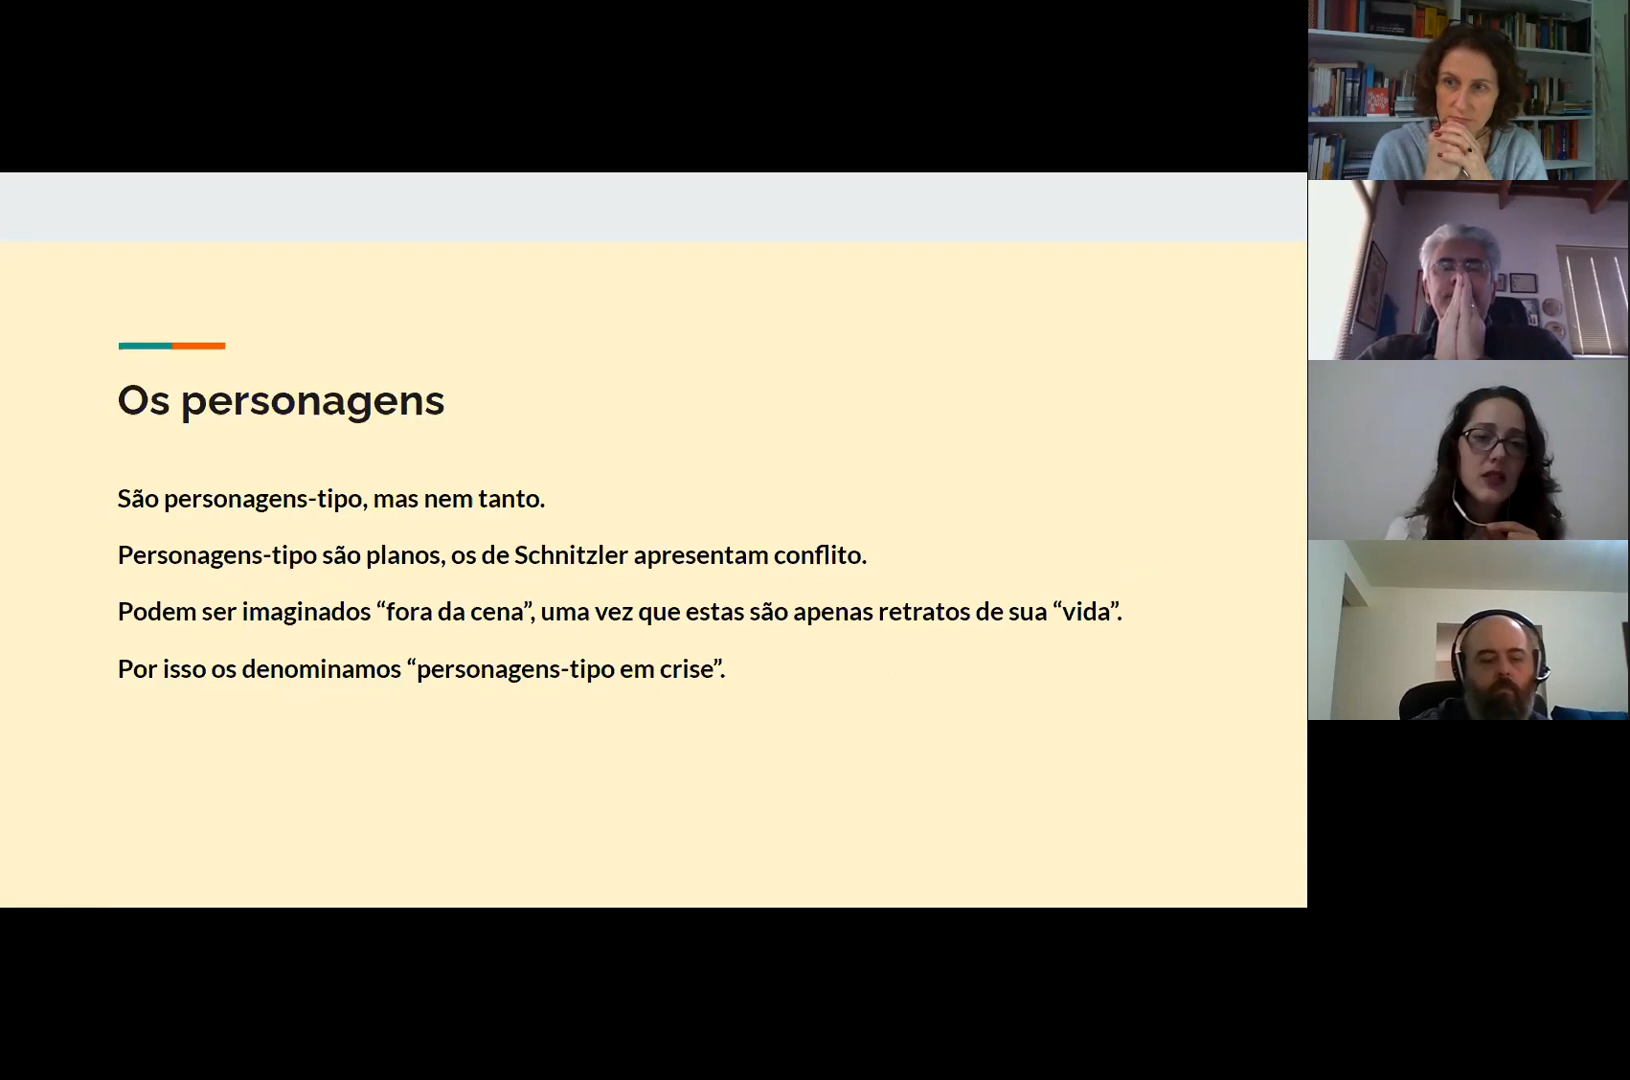 Os personagens
São personagens-tipo, mas nem tanto.
Personagens-tipo são planos, os de Schnitzler apresentam conflito.
Podem ser imaginados “fora da cena”, uma vez que estas são apenas retratos de sua “vida”.
Por isso os denominamos “personagens-tipo em crise”.